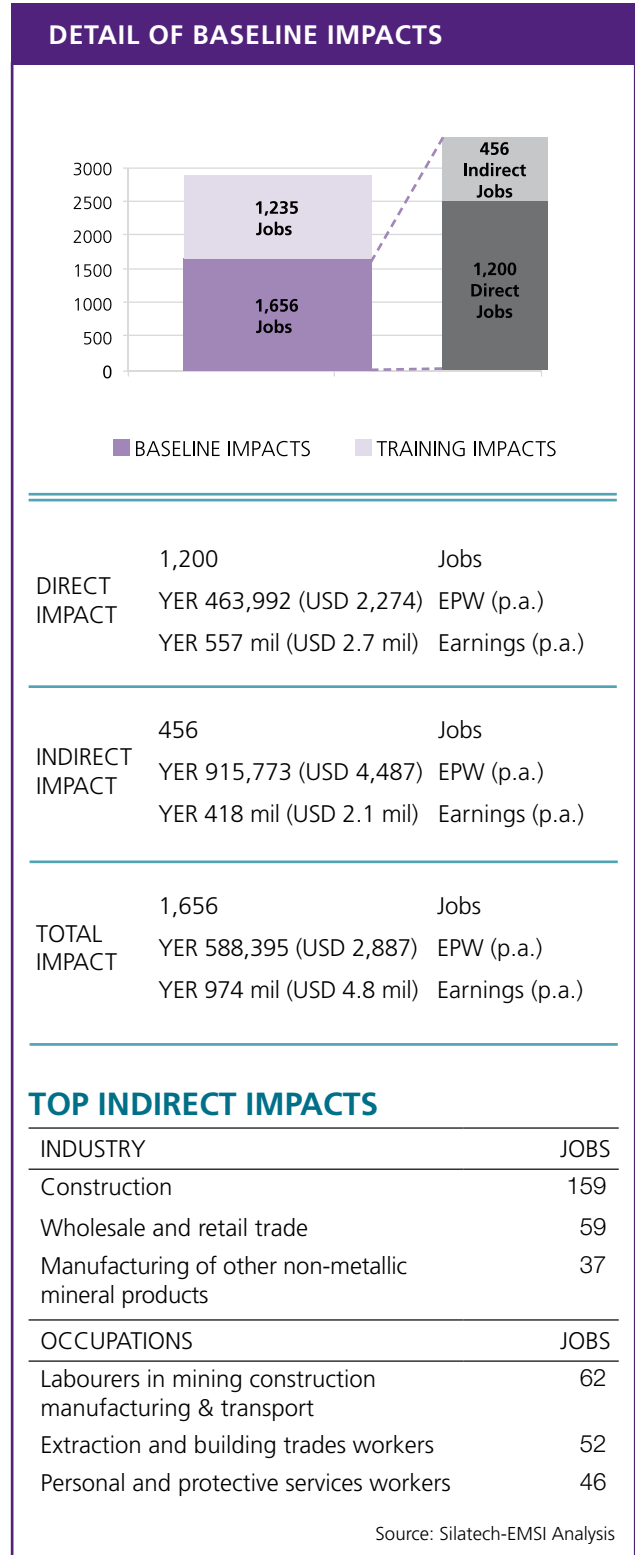 DETAIL OF BASELINE IMPACTS
3000
2500
2000
1500
1000
500
0
1,235
Jobs
1,656
Jobs
456
Indirect
Jobs
1,200
Direct
Jobs
BASELINE IMPACTS TRAINING IMPACTS
DIRECT
IMPACT
1,200 Jobs
YER 463,992 (USD 2,274) EPW (p.a.)
YER 557 mil (USD 2.7 mil) Earnings (p.a.)
INDIRECT
IMPACT
456 Jobs
YER 915,773 (USD 4,487) EPW (p.a.)
YER 418 mil (USD 2.1 mil) Earnings (p.a.)
TOTAL
IMPACT
1,656 Jobs
YER 588,395 (USD 2,887) EPW (p.a.)
YER 974 mil (USD 4.8 mil) Earnings (p.a.)
TOP INDIRECT IMPACTS
INDUSTRY JOBS
Construction 159
Wholesale and retail trade 59
Manufacturing of other non-metallic 37
mineral products
OCCUPATIONS JOBS
Labourers in mining construction 62
manufacturing & transport
Extraction and building trades workers 52
Personal and protective services workers 46
Source: Silatech-EMSI Analysis